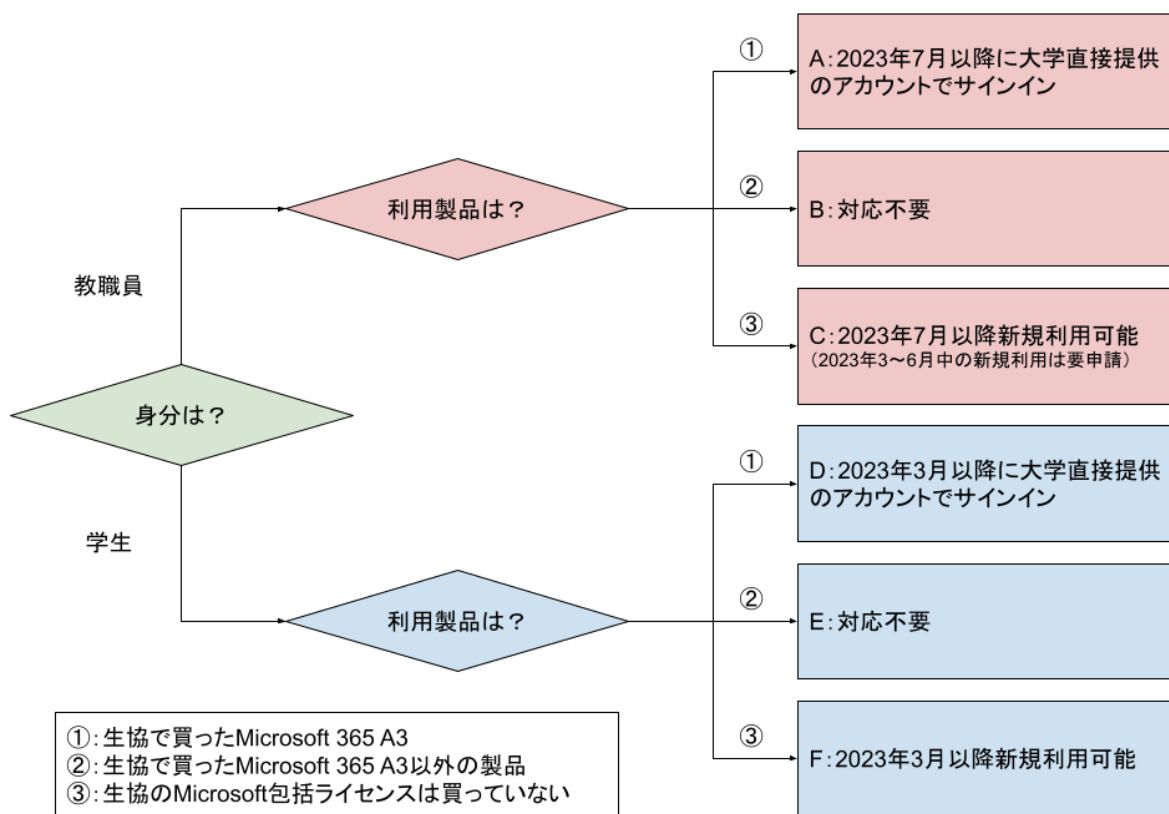 ①
A：2023年7月以降に大学直接提供
のアカウントでサインイン
②
利用製品は？
B：対応不要
教職員
③
C：2023年7月以降新規利用可能
（2023年3〜6月中の新規利用は要申請）
身分は？
①
D：2023年3月以降に大学直接提供
のアカウントでサインイン
学生
②
利用製品は？
E：対応不要
③
F：2023年3月以降新規利用可能
①：生協で買ったMicrosoft 365 A3
②：生協で買ったMicrosoft 365 A3以外の製品
③：生協のMicrosoft包括ライセンスは買っていない